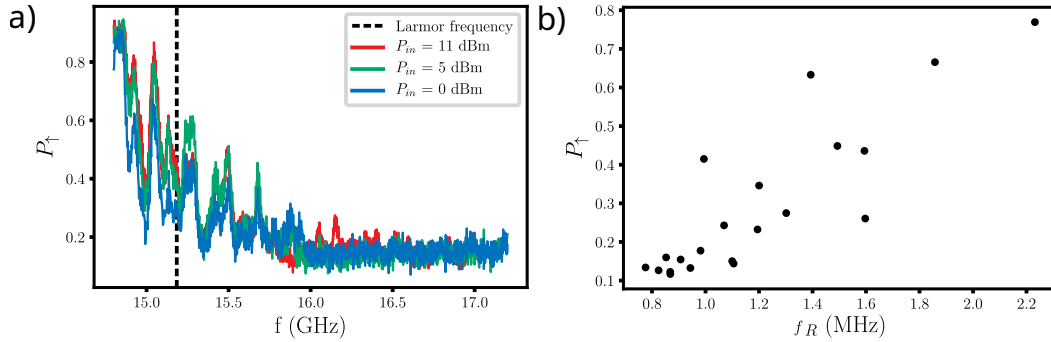 a)
Larmor frequency
P_in = 11 dBm
P_in = 5 dBm
P_in = 0 dBm
P↑
0.8
0.6
0.4
0.2
15.0 15.5 16.0 16.5 17.0
f (GHz)
b)
P↑
0.8
0.7
0.6
0.5
0.4
0.3
0.2
0.1
0.8 1.0 1.2 1.4 1.6 1.8 2.0 2.2
f_R (MHz)